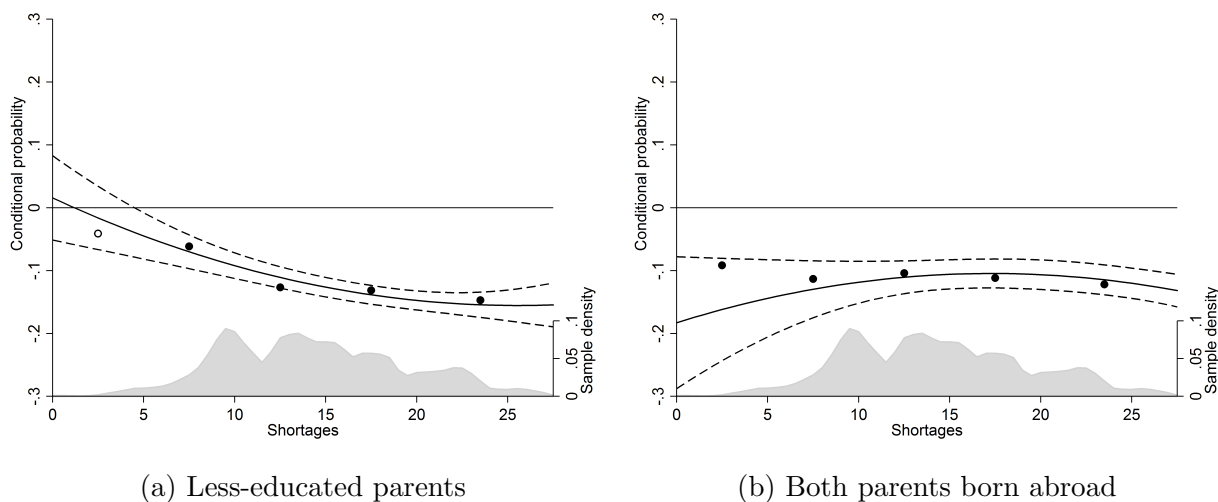 .3
.2
.1
0
-.1
-.2
-.3
Conditional probability
0
.05
.1
Sample density
0 5 10 15 20 25
Shortages
(a) Less-educated parents
.3
.2
.1
0
-.1
-.2
-.3
Conditional probability
0
.05
.1
Sample density
0 5 10 15 20 25
Shortages
(b) Both parents born abroad